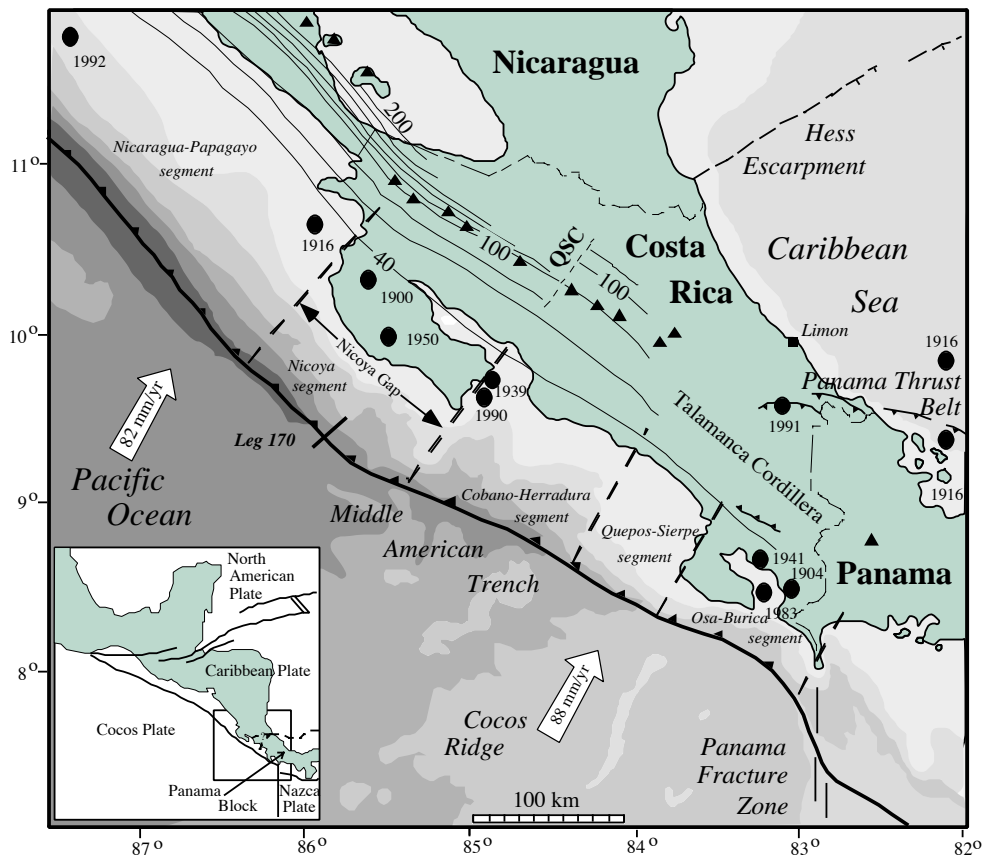 1992
Nicaragua
200
Hess
Escarpment
11°
Nicaragua-Papagayo
segment
1916
40
100
QSC
100
Costa
Rica
Caribbean
Sea
1900
1950
10°
Limon
1916
Nicoya Gap
Nicoya
segment
1939
1990
Panama Thrust
Belt
1991
82 mm/yr
Leg 170
Talamanca Cordillera
1916
Pacific
Ocean
9°
Middle
American
Trench
Cobano-Herradura
segment
Quepos-Sierpe
segment
1941
1904
1983
Panama
Osa-Burica
segment
8°
North
American
Plate
Caribbean Plate
Cocos Plate
Panama
Block
Nazca
Plate
88 mm/yr
Cocos
Ridge
Panama
Fracture
Zone
100 km
87°
86°
85°
84°
83°
82°